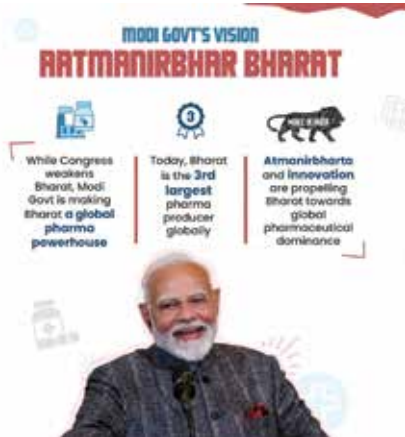 MODI GOVT'S VISION
AATMANIRBHAR BHARAT
While Congress
weakens
Bharat, Modi
Govt is making
Bharat a global
pharma
powerhouse
3
Today, Bharat
is the 3rd
largest
pharma
producer
globally
Atmanirbharta
and innovation
are propelling
Bharat towards
global
pharmaceutical
dominance